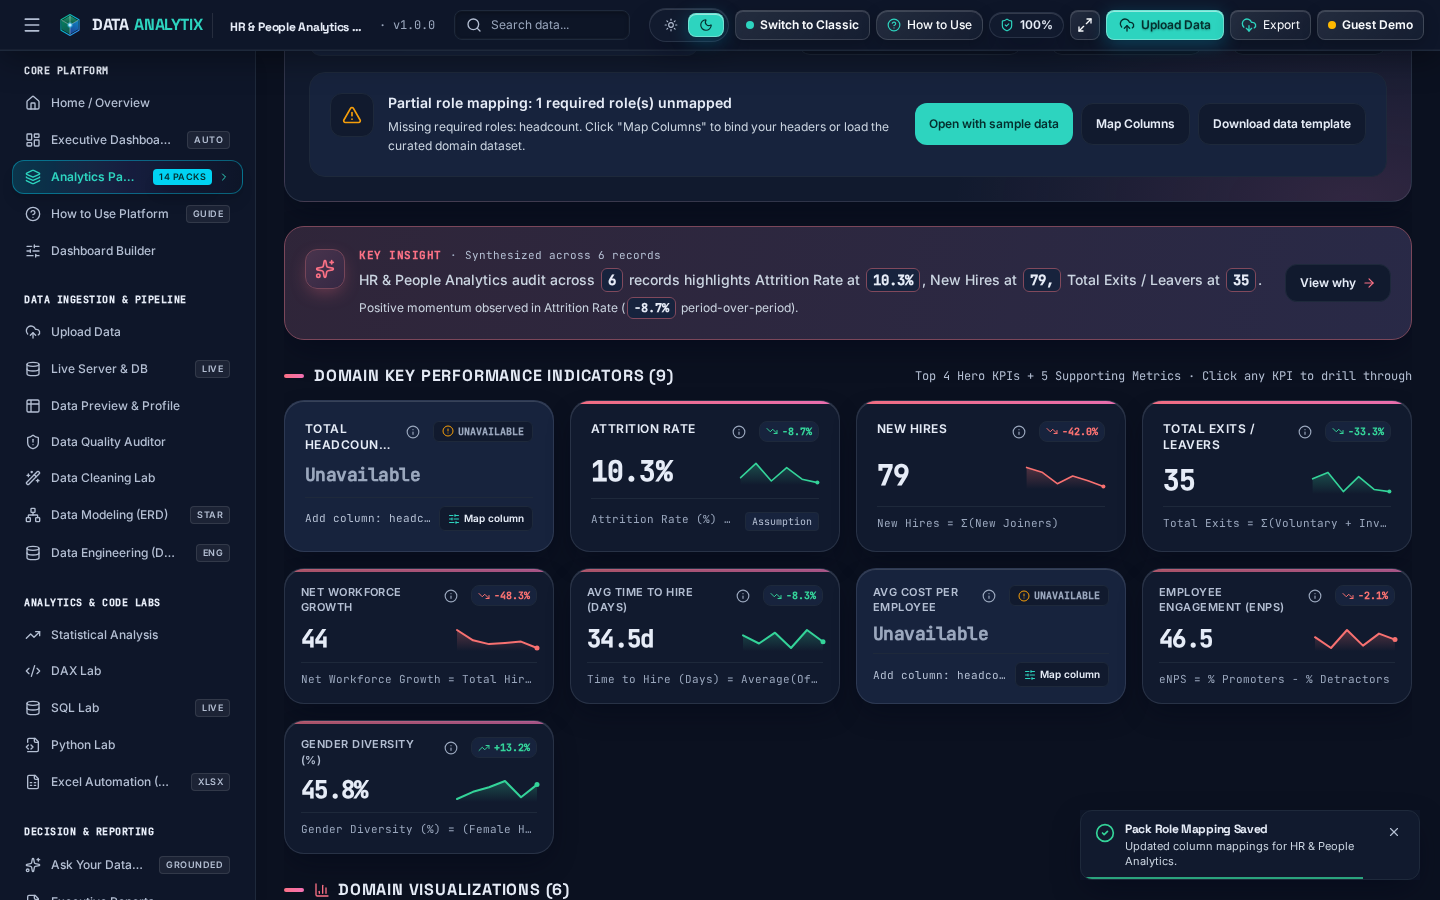 DATA ANALYTIX
HR & People Analytics ...
· v1.0.0
Search data...
Switch to Classic
How to Use
100%
Upload Data
Export
Guest Demo
CORE PLATFORM
Home / Overview
Executive Dashboa... AUTO
Analytics Pa... 14 PACKS
How to Use Platform GUIDE
Dashboard Builder
DATA INGESTION & PIPELINE
Upload Data
Live Server & DB LIVE
Data Preview & Profile
Data Quality Auditor
Data Cleaning Lab
Data Modeling (ERD) STAR
Data Engineering (D... ENG
ANALYTICS & CODE LABS
Statistical Analysis
DAX Lab
SQL Lab LIVE
Python Lab
Excel Automation (... XLSX
DECISION & REPORTING
Ask Your Data... GROUNDED
Executive Reports
Partial role mapping: 1 required role(s) unmapped
Missing required roles: headcount. Click "Map Columns" to bind your headers or load the
curated domain dataset.
Open with sample data
Map Columns
Download data template
KEY INSIGHT · Synthesized across 6 records
HR & People Analytics audit across 6 records highlights Attrition Rate at 10.3%, New Hires at 79, Total Exits / Leavers at 35.
Positive momentum observed in Attrition Rate (-8.7% period-over-period).
View why
DOMAIN KEY PERFORMANCE INDICATORS (9)
Top 4 Hero KPIs + 5 Supporting Metrics · Click any KPI to drill through
TOTAL
HEADCOUN...
UNAVAILABLE
Unavailable
Add column: headc...
Map column
ATTRITION RATE
-8.7%
10.3%
Attrition Rate (%) …
Assumption
NEW HIRES
-42.0%
79
New Hires = Σ(New Joiners)
TOTAL EXITS /
LEAVERS
-33.3%
35
Total Exits = Σ(Voluntary + Inv…
NET WORKFORCE
GROWTH
-48.3%
44
Net Workforce Growth = Total Hir…
AVG TIME TO HIRE
(DAYS)
-8.3%
34.5d
Time to Hire (Days) = Average(Of…
AVG COST PER
EMPLOYEE
UNAVAILABLE
Unavailable
Add column: headco…
Map column
EMPLOYEE
ENGAGEMENT (ENPS)
-2.1%
46.5
eNPS = % Promoters - % Detractors
GENDER DIVERSITY
(%)
+13.2%
45.8%
Gender Diversity (%) = (Female H…
DOMAIN VISUALIZATIONS (6)
Pack Role Mapping Saved
Updated column mappings for HR & People
Analytics.